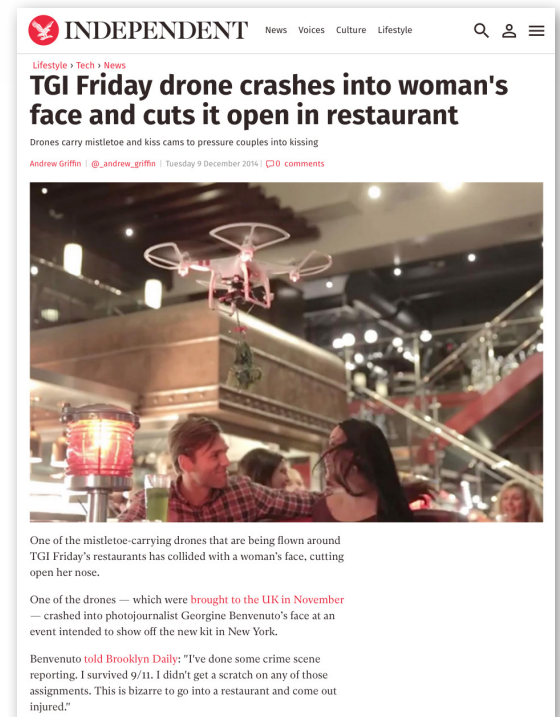 INDEPENDENT
News Voices Culture Lifestyle
Lifestyle › Tech › News
TGI Friday drone crashes into woman's
face and cuts it open in restaurant
Drones carry mistletoe and kiss cams to pressure couples into kissing
Andrew Griffin | @_andrew_griffin | Tuesday 9 December 2014 | 0 comments
One of the mistletoe-carrying drones that are being flown around
TGI Friday's restaurants has collided with a woman's face, cutting
open her nose.
One of the drones — which were brought to the UK in November
— crashed into photojournalist Georgine Benvenuto's face at an
event intended to show off the new kit in New York.
Benvenuto told Brooklyn Daily: "I've done some crime scene
reporting. I survived 9/11. I didn't get a scratch on any of those
assignments. This is bizarre to go into a restaurant and come out
injured."